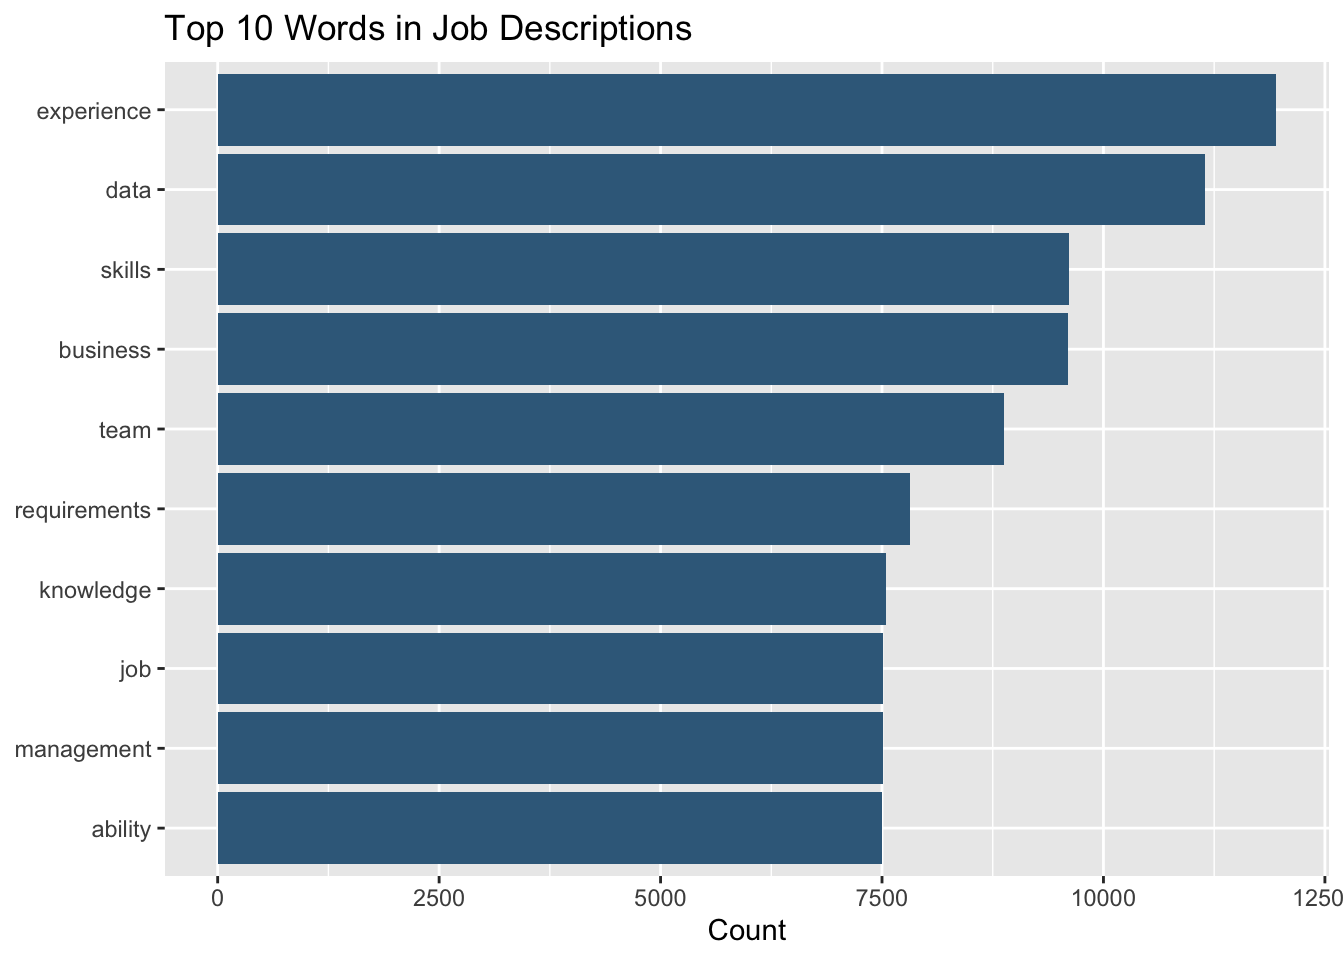 Top 10 Words in Job Descriptions
experience
data
skills
business
team
requirements
knowledge
job
management
ability
0 2500 5000 7500 10000 1250
Count